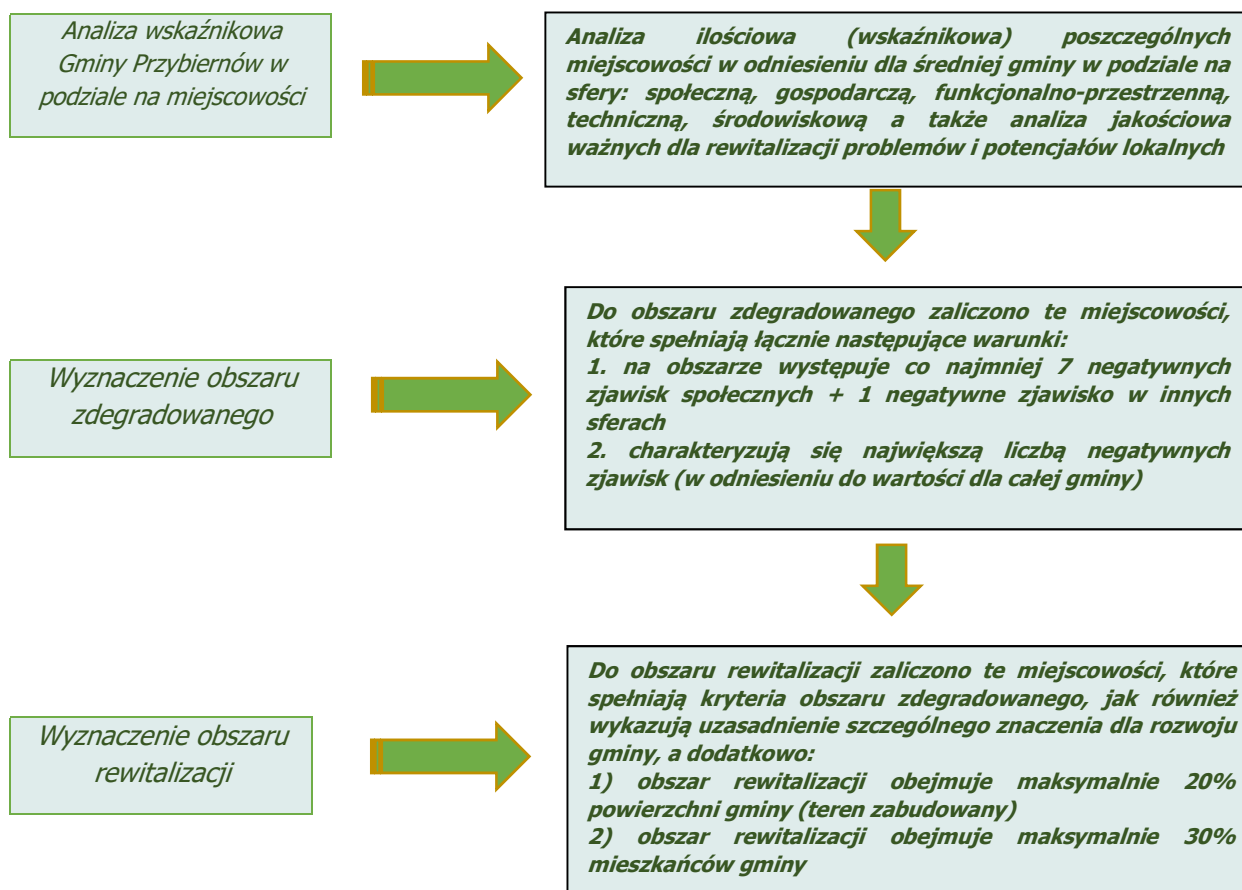 Analiza wskaźnikowa
Gminy Przybiernów w
podziale na miejscowości
Analiza ilościowa (wskaźnikowa) poszczególnych
miejscowości w odniesieniu dla średniej gminy w podziale na
sfery: społeczną, gospodarczą, funkcjonalno-przestrzenną,
techniczną, środowiskową a także analiza jakościowa
ważnych dla rewitalizacji problemów i potencjałów lokalnych
Wyznaczenie obszaru
zdegradowanego
Do obszaru zdegradowanego zaliczono te miejscowości,
które spełniają łącznie następujące warunki:
1. na obszarze występuje co najmniej 7 negatywnych
zjawisk społecznych + 1 negatywne zjawisko w innych
sferach
2. charakteryzują się największą liczbą negatywnych
zjawisk (w odniesieniu do wartości dla całej gminy)
Wyznaczenie obszaru
rewitalizacji
Do obszaru rewitalizacji zaliczono te miejscowości, które
spełniają kryteria obszaru zdegradowanego, jak również
wykazują uzasadnienie szczególnego znaczenia dla rozwoju
gminy, a dodatkowo:
1) obszar rewitalizacji obejmuje maksymalnie 20%
powierzchni gminy (teren zabudowany)
2) obszar rewitalizacji obejmuje maksymalnie 30%
mieszkańców gminy